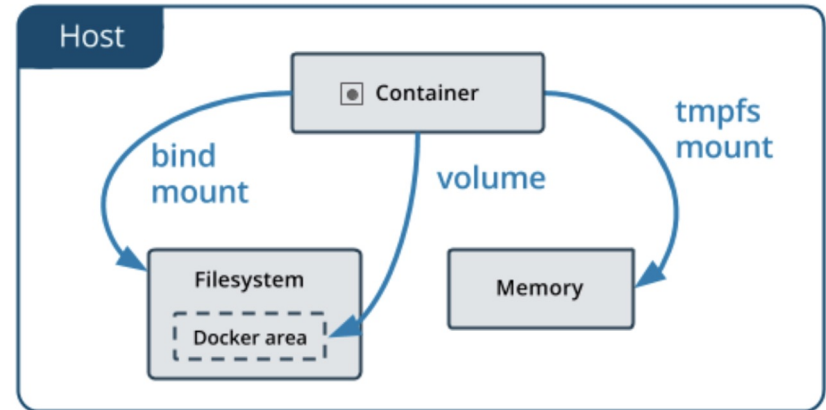 Host
Container
bind
mount
volume
tmpfs
mount
Filesystem
Docker area
Memory